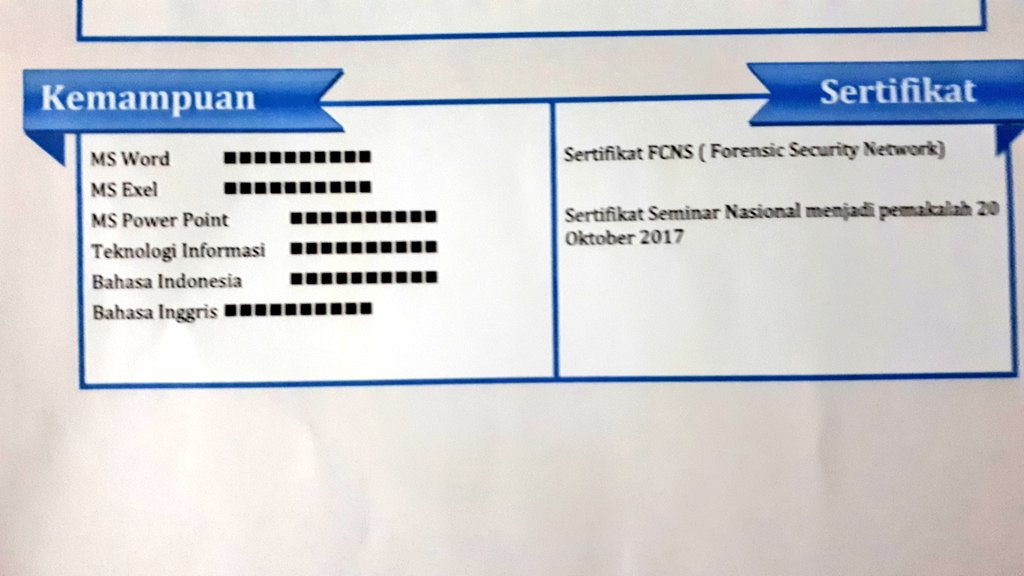 Kemampuan
MS Word ■■■■■■■■■■
MS Exel ■■■■■■■■■■
MS Power Point ■■■■■■■■■■
Teknologi Informasi ■■■■■■■■■■
Bahasa Indonesia ■■■■■■■■■■
Bahasa Inggris ■■■■■■■■■■
Sertifikat
Sertifikat FCNS ( Forensic Security Network)
Sertifikat Seminar Nasional menjadi pemakalah 20
Oktober 2017